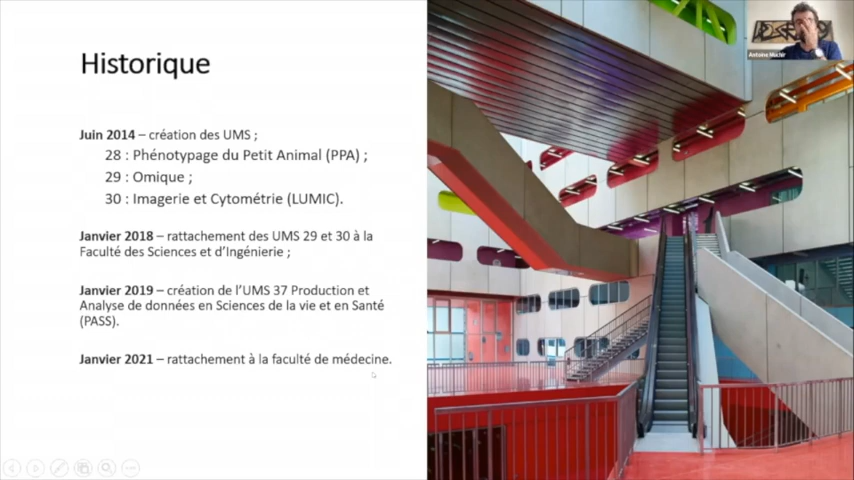 Historique
Juin 2014 – création des UMS ;
28 : Phénotypage du Petit Animal (PPA) ;
29 : Omique ;
30 : Imagerie et Cytométrie (LUMIC).
Janvier 2018 – rattachement des UMS 29 et 30 à la
Faculté des Sciences et d'Ingénierie ;
Janvier 2019 – création de l'UMS 37 Production et
Analyse de données en Sciences de la vie et en Santé
(PASS).
Janvier 2021 – rattachement à la faculté de médecine.
Antoine